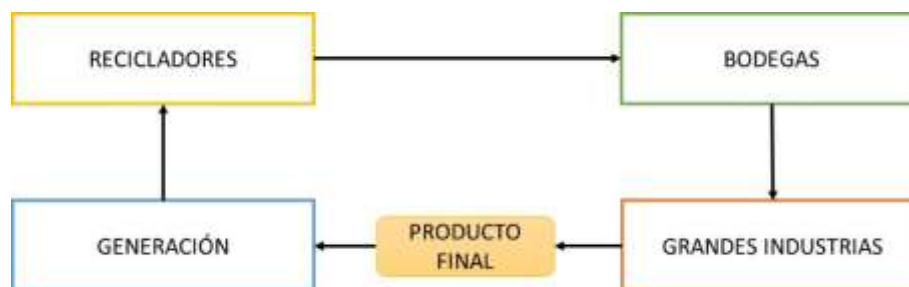 RECICLADORES
BODEGAS
GENERACIÓN
PRODUCTO
FINAL
GRANDES INDUSTRIAS